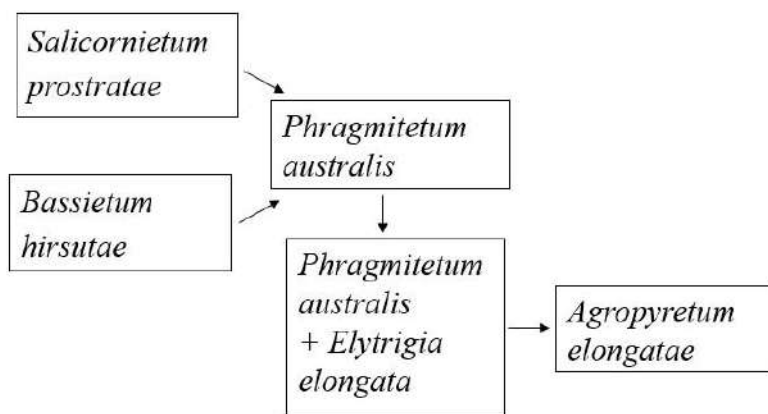 Salicornietum
prostratae
Phragmitetum
australis
Bassietum
hirsutae
Phragmitetum
australis
+ Elytrigia
elongata
Agropyretum
elongatae